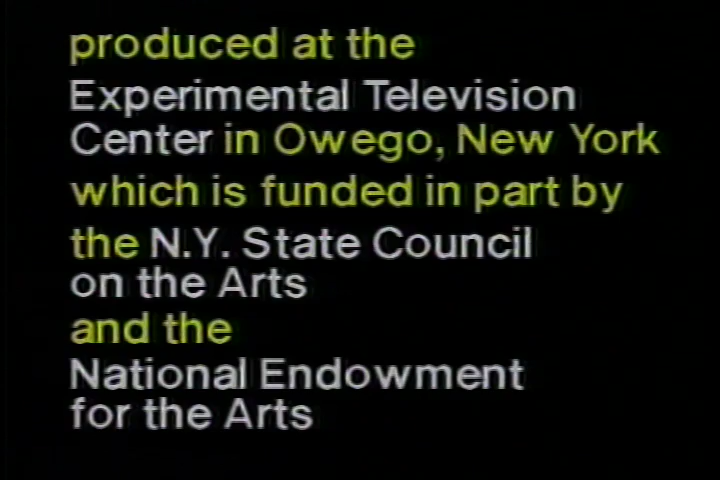 produced at the
Experimental Television
Center in Owego, New York
which is funded in part by
the N.Y. State Council
on the Arts
and the
National Endowment
for the Arts